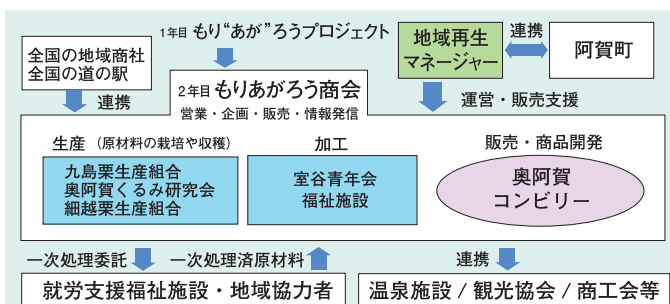 1年目 もり“あが”ろうプロジェクト
全国の地域商社
全国の道の駅
連携
2年目 もりあがろう商会
営業・企画・販売・情報発信
地域再生
マネージャー
連携
阿賀町
運営・販売支援
生産 (原材料の栽培や収穫)
九島栗生産組合
奥阿賀くるみ研究会
細越栗生産組合
加工
室谷青年会
福祉施設
販売・商品開発
奥阿賀
コンビリー
一次処理委託
一次処理済原材料
連携
就労支援福祉施設・地域協力者
温泉施設 / 観光協会 / 商工会等